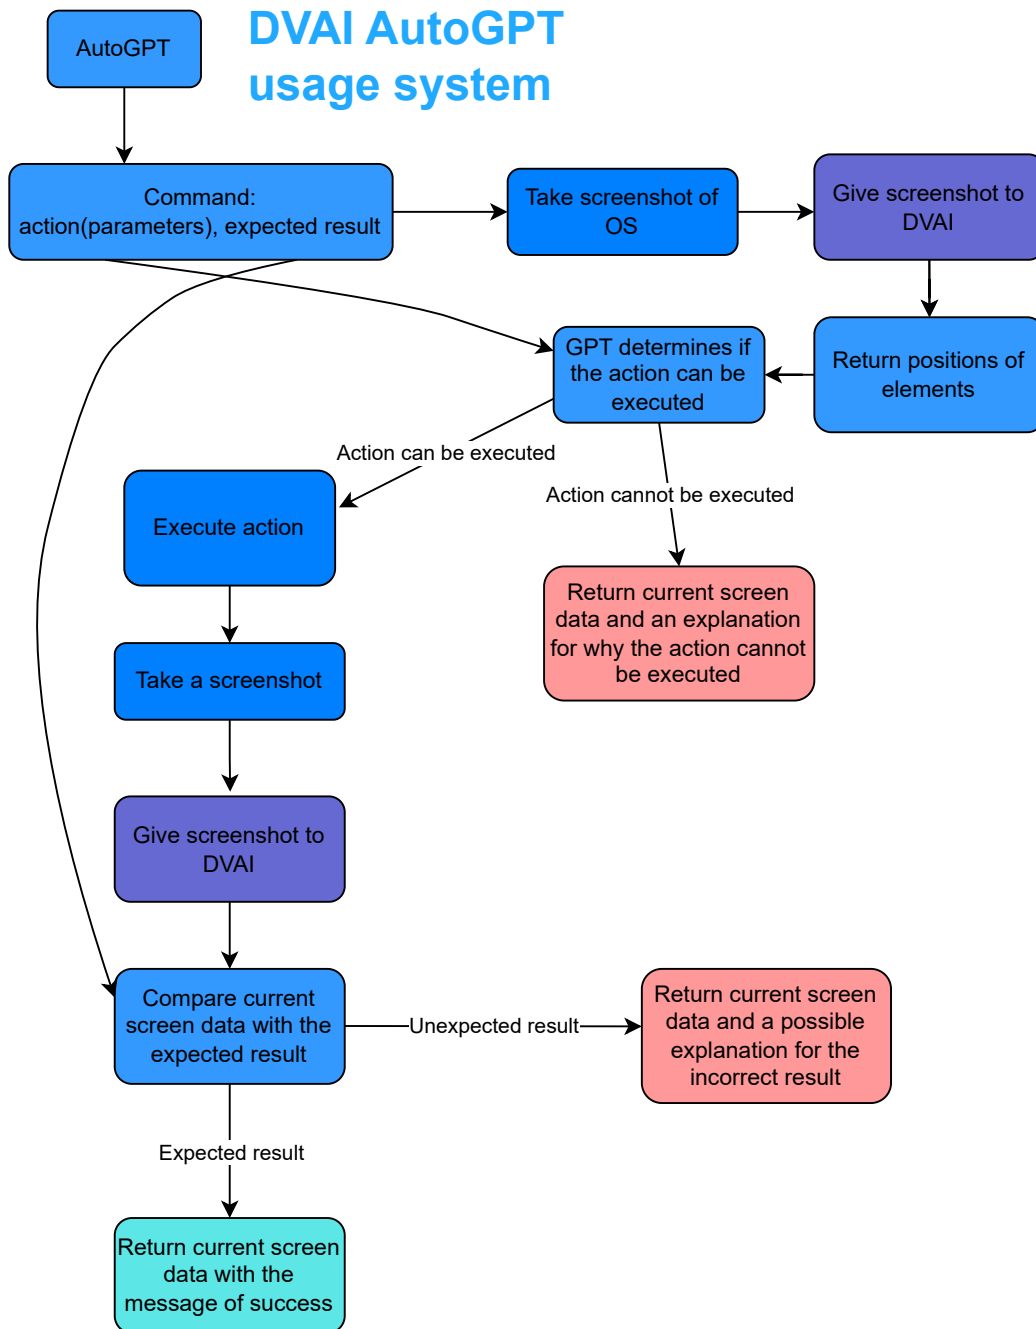 DVAI AutoGPT
usage system
AutoGPT
Command:
action(parameters), expected result
Take screenshot of
OS
Give screenshot to
DVAI
GPT determines if
the action can be
executed
Return positions of
elements
Action can be executed
Action cannot be executed
Execute action
Return current screen
data and an explanation
for why the action cannot
be executed
Take a screenshot
Give screenshot to
DVAI
Compare current
screen data with the
expected result
Unexpected result
Return current screen
data and a possible
explanation for the
incorrect result
Expected result
Return current screen
data with the
message of success